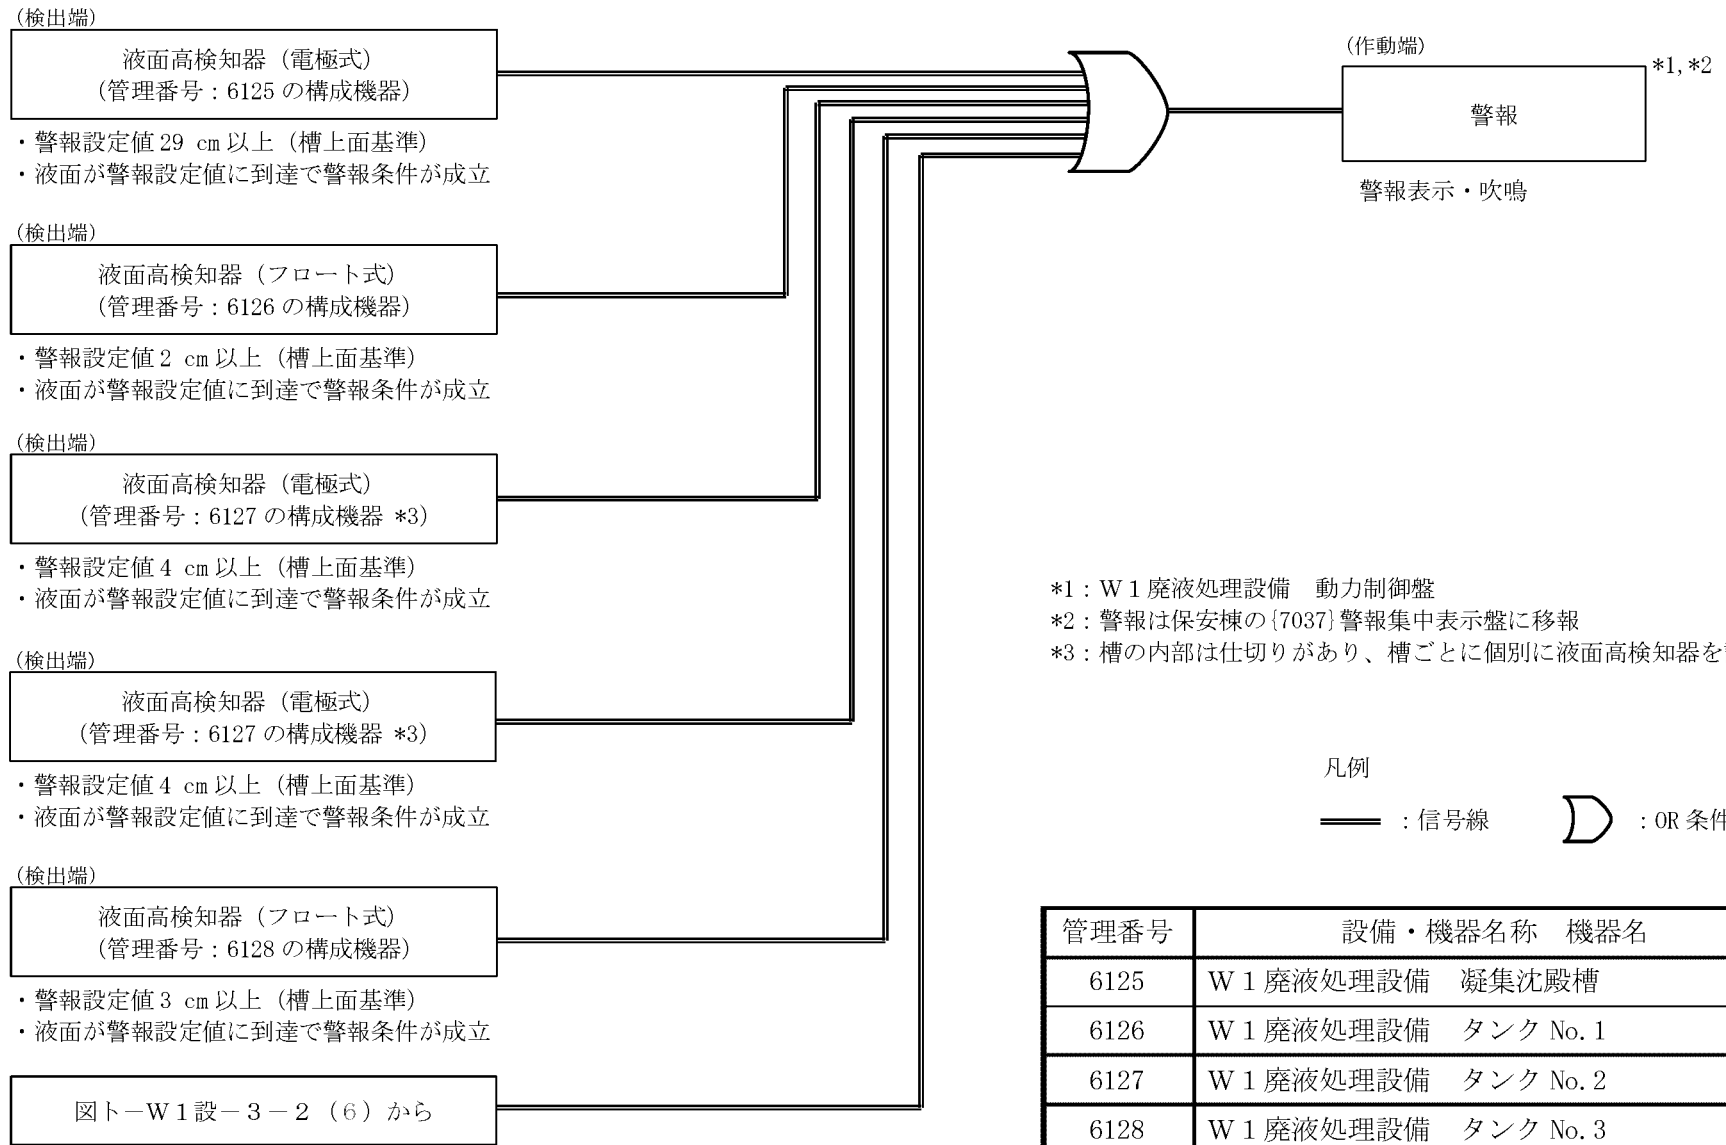 (検出端)
液面高検知器（電極式）
(管理番号：6125 の構成機器)
・警報設定値 29 cm 以上（槽上面基準）
・液面が警報設定値に到達で警報条件が成立
(検出端)
液面高検知器（フロート式）
(管理番号：6126 の構成機器)
・警報設定値 2 cm 以上（槽上面基準）
・液面が警報設定値に到達で警報条件が成立
(検出端)
液面高検知器（電極式）
(管理番号：6127 の構成機器 *3)
・警報設定値 4 cm 以上（槽上面基準）
・液面が警報設定値に到達で警報条件が成立
(検出端)
液面高検知器（電極式）
(管理番号：6127 の構成機器 *3)
・警報設定値 4 cm 以上（槽上面基準）
・液面が警報設定値に到達で警報条件が成立
(検出端)
液面高検知器（フロート式）
(管理番号：6128 の構成機器)
・警報設定値 3 cm 以上（槽上面基準）
・液面が警報設定値に到達で警報条件が成立
図ト－Ｗ１設－３－２（6）から
(作動端)
*1,*2
警報
警報表示・吹鳴
*1：Ｗ１廃液処理設備　動力制御盤
*2：警報は保安棟の{7037}警報集中表示盤に移報
*3：槽の内部は仕切りがあり、槽ごとに個別に液面高検知器を
凡例
：信号線
：OR 条件
管理番号 設備・機器名称　機器名
6125 Ｗ１廃液処理設備　凝集沈殿槽
6126 Ｗ１廃液処理設備　タンク No.1
6127 Ｗ１廃液処理設備　タンク No.2
6128 Ｗ１廃液処理設備　タンク No.3